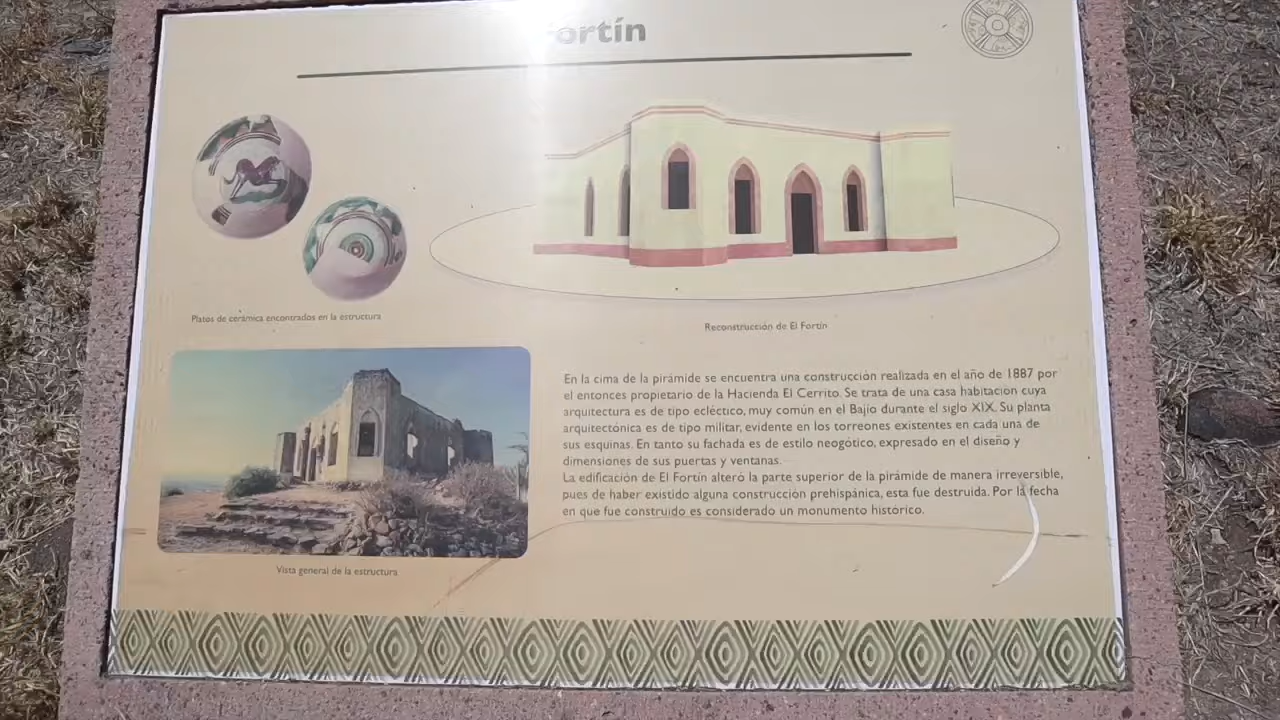 ortín
Platos de cerámica encontrados en la estructura
Reconstrucción de El Fortín
En la cima de la pirámide se encuentra una construcción realizada en el año de 1887 por
el entonces propietario de la Hacienda El Cerrito. Se trata de una casa habitación cuya
arquitectura es de tipo ecléctico, muy común en el Bajío durante el siglo XIX. Su planta
arquitectónica es de tipo militar, evidente en los torreones existentes en cada una de
sus esquinas. En tanto su fachada es de estilo neogótico, expresado en el diseño y
dimensiones de sus puertas y ventanas.
La edificación de El Fortín alteró la parte superior de la pirámide de manera irreversible,
pues de haber existido alguna construcción prehispánica, esta fue destruida. Por la fecha
en que fue construido es considerado un monumento histórico.
Vista general de la estructura